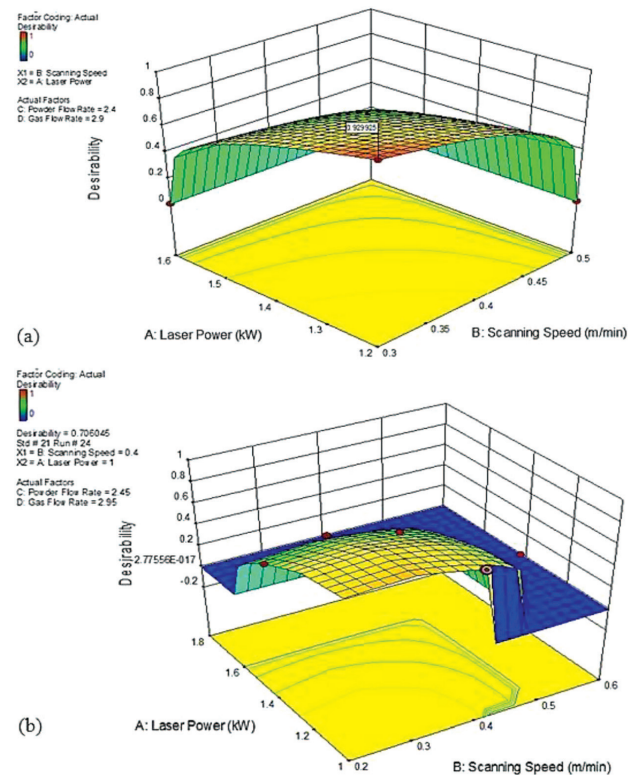 Factor Coding: Actual
Desirability
1
0
X1 = B: Scanning Speed
X2 = A: Laser Power
Actual Factors
C: Powder Flow Rate = 2.4
D: Gas Flow Rate = 2.9
Desirability
1
0.8
0.6
0.4
0.2
0
0.929925
1.6
1.5
1.4
1.3
1.2
0.3
0.35
0.4
0.45
0.5
A: Laser Power (kW)
B: Scanning Speed (m/min)
(a)
Factor Coding: Actual
Desirability
1
0
Desirability = 0.706045
Std # 21 Run # 24
X1 = B: Scanning Speed = 0.4
X2 = A: Laser Power = 1
Actual Factors
C: Powder Flow Rate = 2.45
D: Gas Flow Rate = 2.95
Desirability
1
0.8
0.6
0.4
0.2
2.77556E-017
-0.2
1.8
1.6
1.4
1.2
1
0.2
0.3
0.4
0.5
0.6
A: Laser Power (kW)
B: Scanning Speed (m/min)
(b)